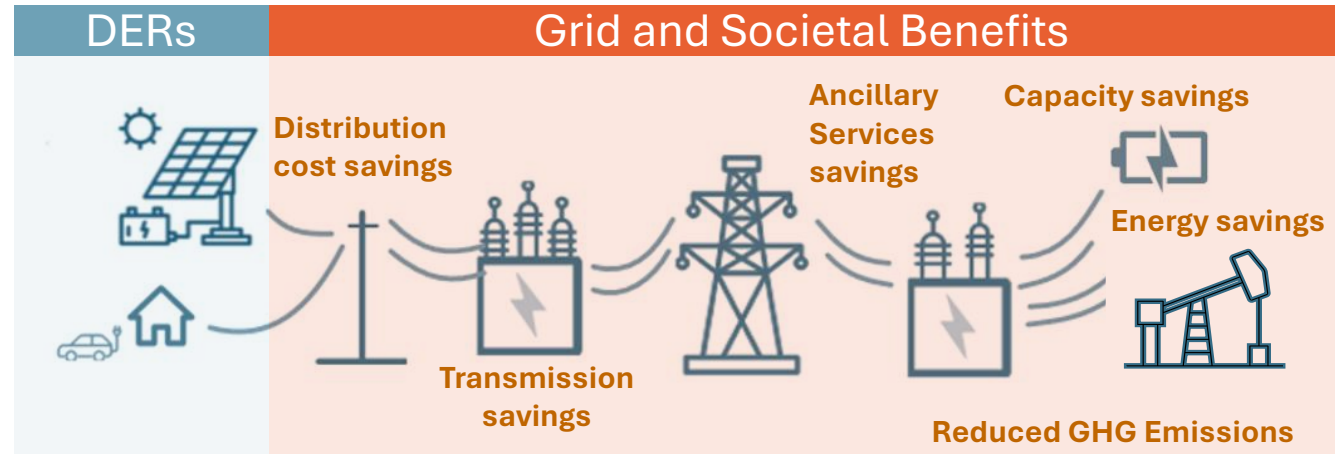 DERs
Grid and Societal Benefits
Distribution
cost savings
Transmission
savings
Ancillary
Services
savings
Capacity savings
Energy savings
Reduced GHG Emissions